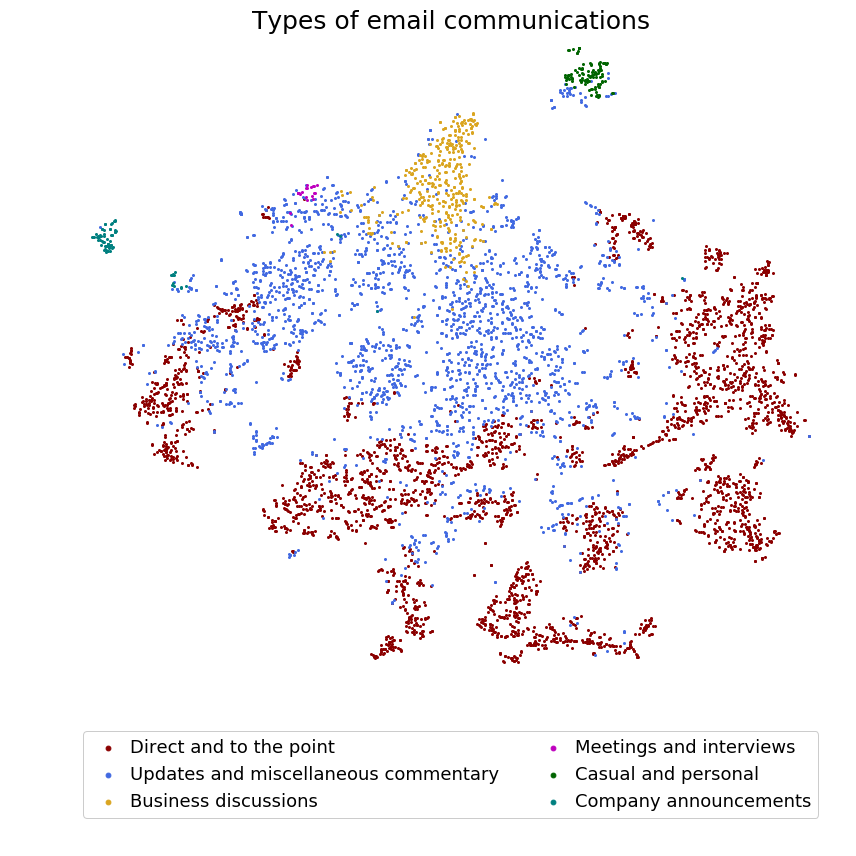 Types of email communications
Direct and to the point
Updates and miscellaneous commentary
Business discussions
Meetings and interviews
Casual and personal
Company announcements